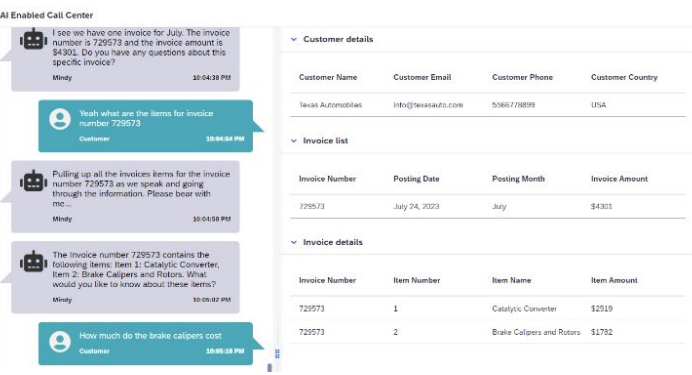 AI Enabled Call Center
I see we have one invoice for July. The invoice
number is 729573 and the invoice amount is
$4301. Do you have any questions about this
specific invoice?
Mindy 10:04:38 PM
Yeah what are the items for invoice
number 729573
Customer 10:04:54 PM
Pulling up all the invoices items for the invoice
number 729573 as we speak and going
through the information. Please bear with
me...
Mindy 10:04:58 PM
The Invoice number 729573 contains the
following items: Item 1: Catalytic Converter,
Item 2: Brake Calipers and Rotors. What
would you like to know about these items?
Mindy 10:05:02 PM
How much do the brake calipers cost
Customer 10:05:18 PM
Customer details
Customer Name Customer Email Customer Phone Customer Country
Texas Automobiles info@texasauto.com 5566778899 USA
Invoice list
Invoice Number Posting Date Posting Month Invoice Amount
729573 July 24, 2023 July $4301
Invoice details
Invoice Number Item Number Item Name Item Amount
729573 1 Catalytic Converter $2519
729573 2 Brake Calipers and Rotors $1782